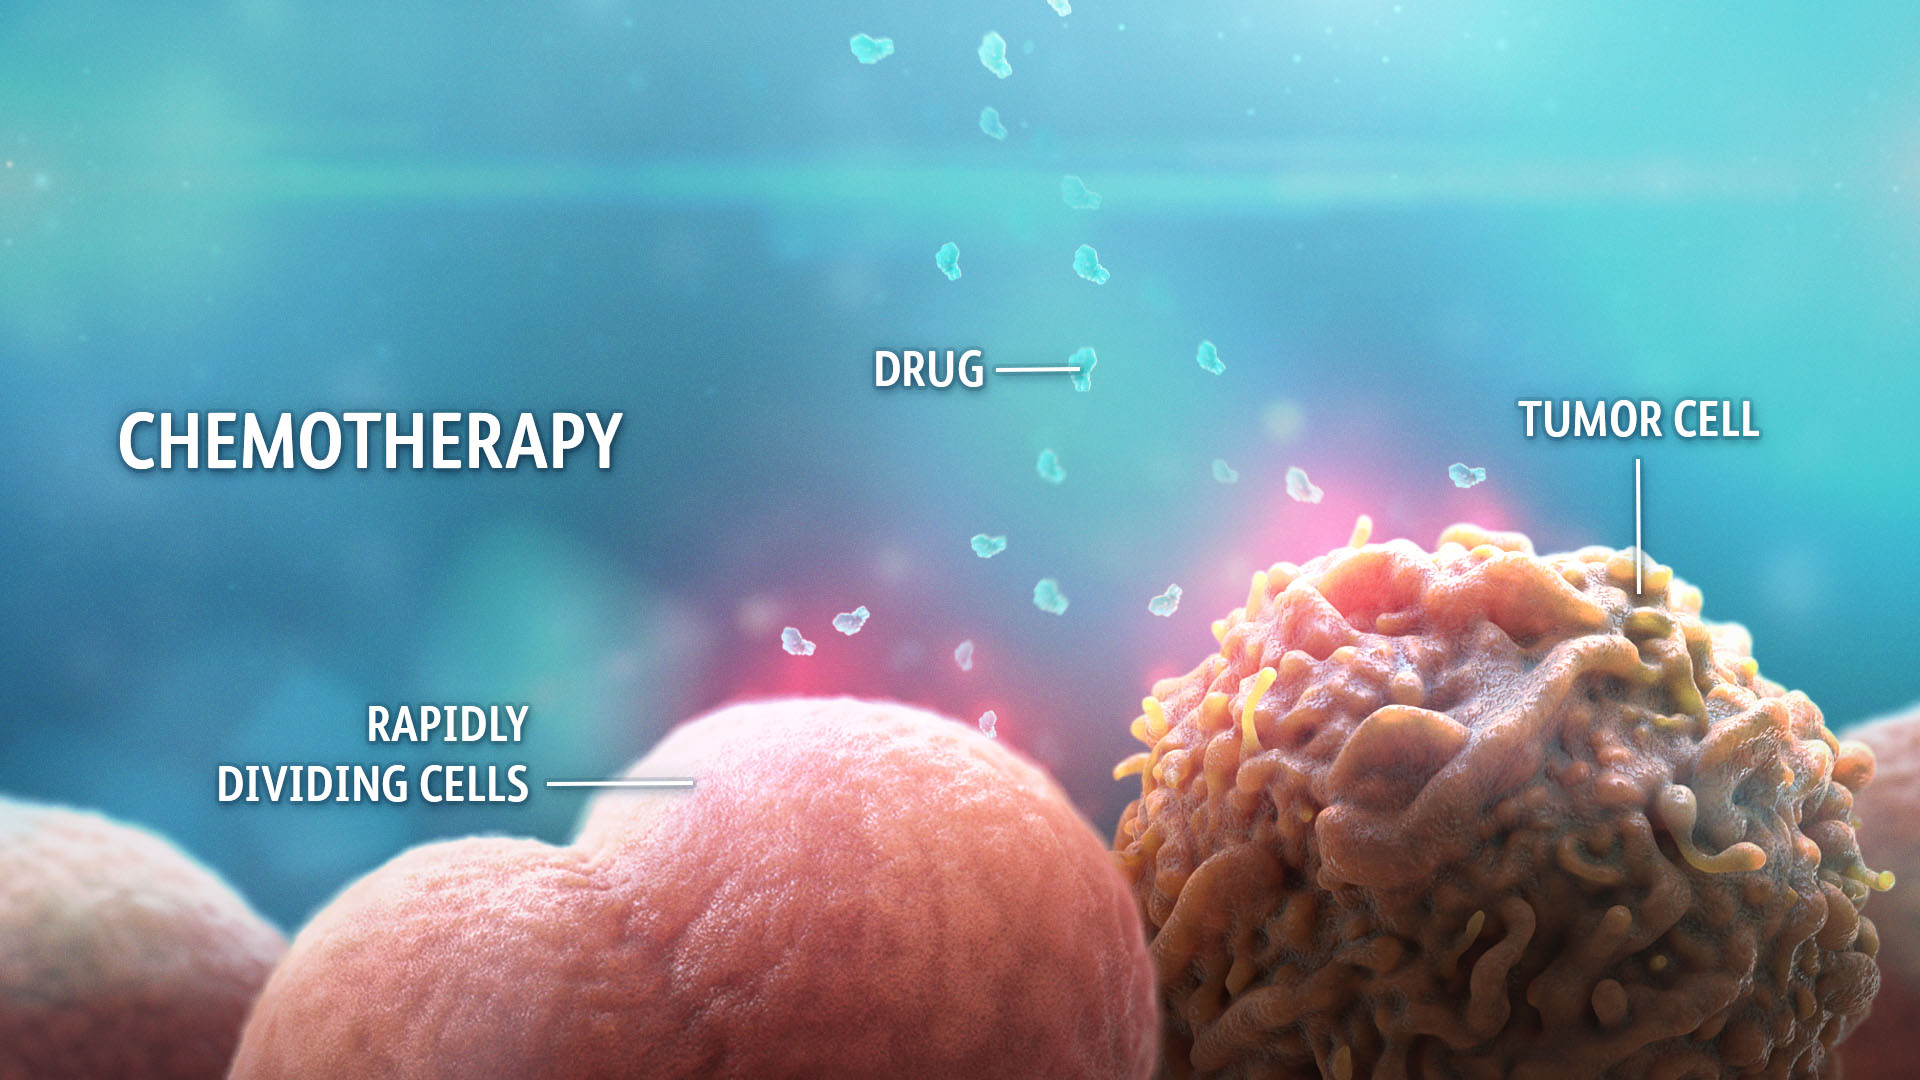 DRUG
TUMOR CELL
CHEMOTHERAPY
RAPIDLY
DIVIDING CELLS